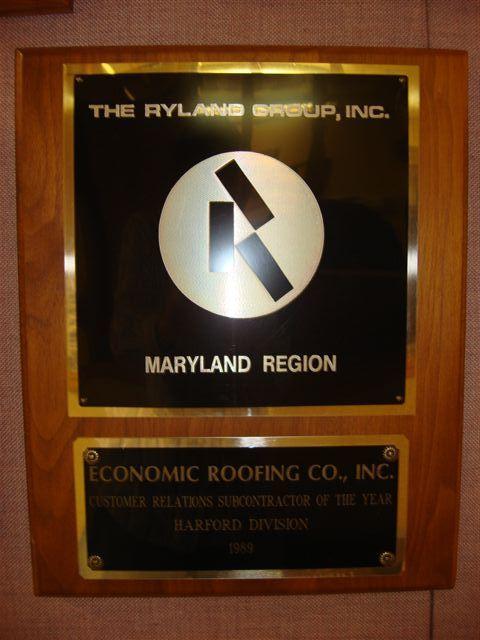 THE RYLAND GROUP, INC.
MARYLAND REGION
ECONOMIC ROOFING CO., INC.
CUSTOMER RELATIONS SUBCONTRACTOR OF THE YEAR
HARFORD DIVISION
1989